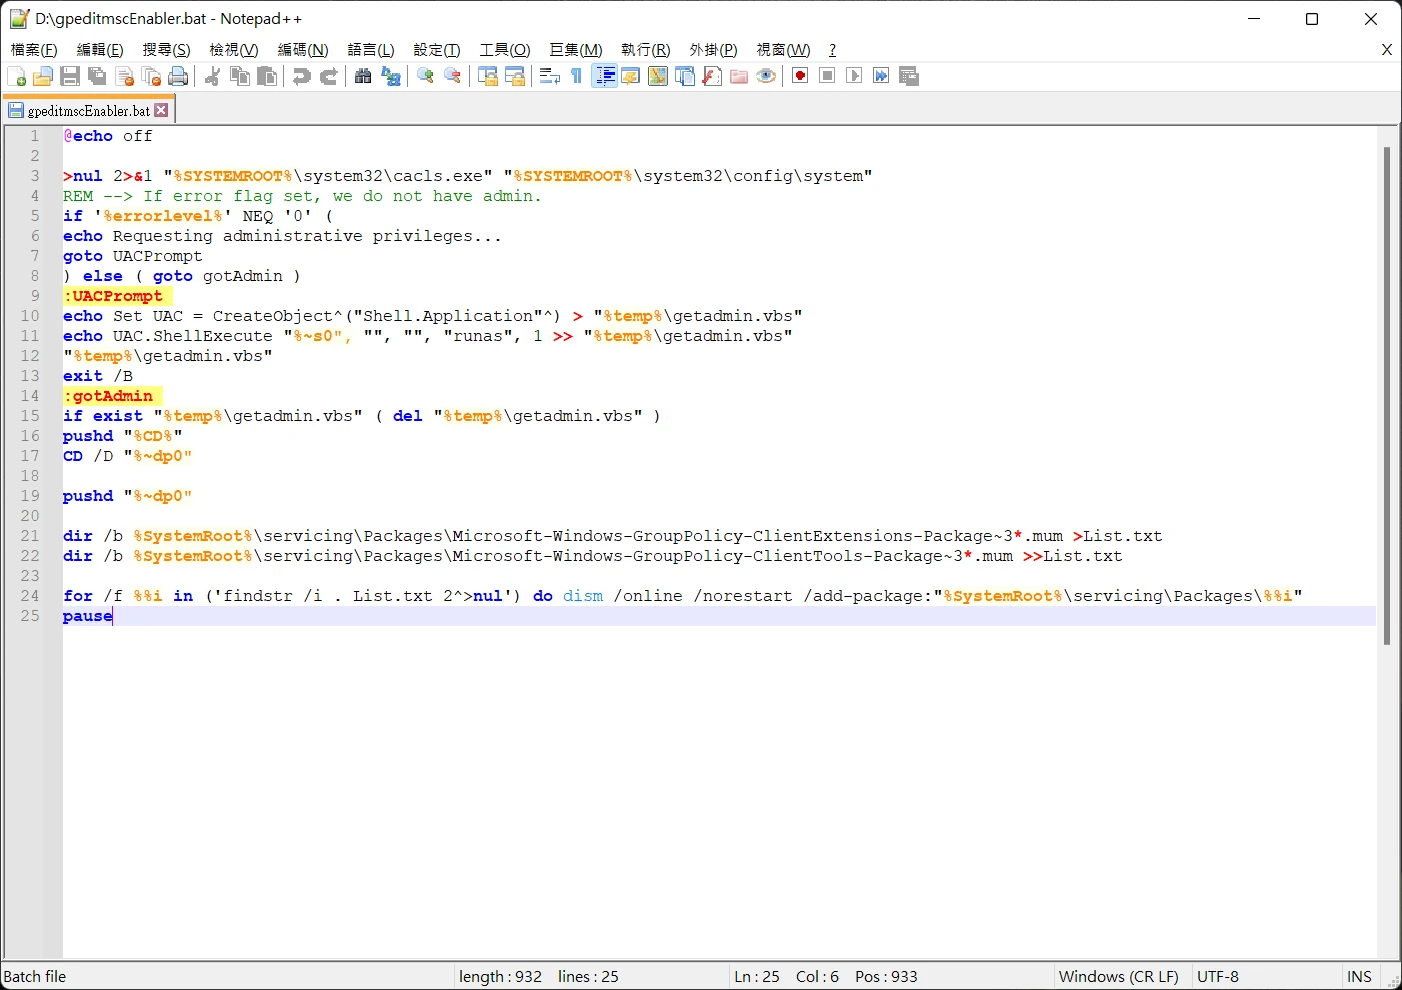 D:\gpeditmscEnabler.bat - Notepad++
檔案(F) 編輯(E) 搜尋(S) 檢視(V) 編碼(N) 語言(L) 設定(T) 工具(O) 巨集(M) 執行(R) 外掛(P) 視窗(W) ? X
gpeditmscEnabler.bat
1 @echo off
2
3 >nul 2>&1 "%SYSTEMROOT%\system32\cacls.exe" "%SYSTEMROOT%\system32\config\system"
4 REM --> If error flag set, we do not have admin.
5 if '%errorlevel%' NEQ '0' (
6 echo Requesting administrative privileges...
7 goto UACPrompt
8 ) else ( goto gotAdmin )
9 :UACPrompt
10 echo Set UAC = CreateObject^("Shell.Application"^) > "%temp%\getadmin.vbs"
11 echo UAC.ShellExecute "%~s0", "", "", "runas", 1 >> "%temp%\getadmin.vbs"
12 "%temp%\getadmin.vbs"
13 exit /B
14 :gotAdmin
15 if exist "%temp%\getadmin.vbs" ( del "%temp%\getadmin.vbs" )
16 pushd "%CD%"
17 CD /D "%~dp0"
18
19 pushd "%~dp0"
20
21 dir /b %SystemRoot%\servicing\Packages\Microsoft-Windows-GroupPolicy-ClientExtensions-Package~3*.mum >List.txt
22 dir /b %SystemRoot%\servicing\Packages\Microsoft-Windows-GroupPolicy-ClientTools-Package~3*.mum >>List.txt
23
24 for /f %%i in ('findstr /i . List.txt 2^>nul') do dism /online /norestart /add-package:"%SystemRoot%\servicing\Packages\%%i"
25 pause
Batch file length : 932 lines : 25 Ln : 25 Col : 6 Pos : 933 Windows (CR LF) UTF-8 INS